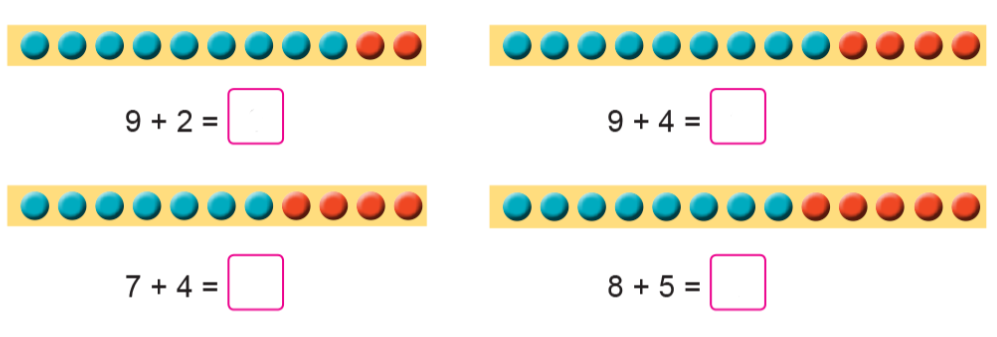 9 + 2 =
9 + 4 =
7 + 4 =
8 + 5 =